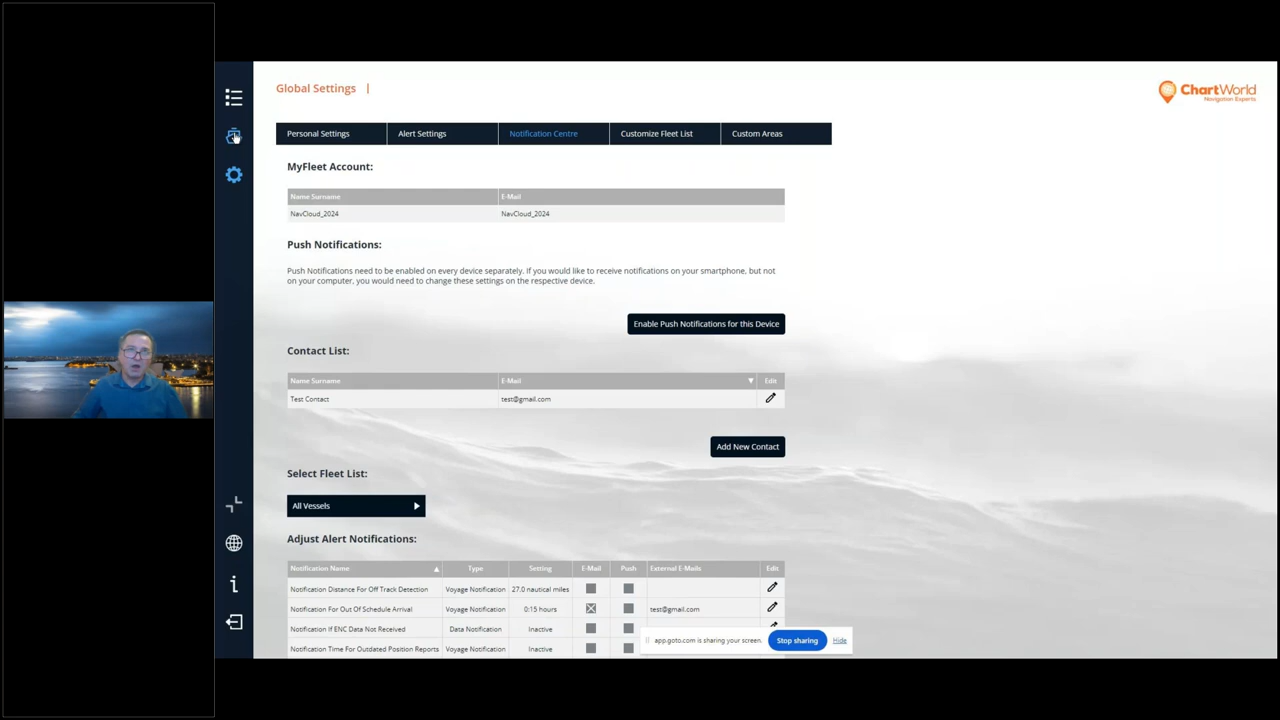 Global Settings |
ChartWorld
Navigation Experts
Personal Settings Alert Settings Notification Centre Customize Fleet List Custom Areas
MyFleet Account:
Name Surname E-Mail
NavCloud_2024 NavCloud_2024
Push Notifications:
Push Notifications need to be enabled on every device separately. If you would like to receive notifications on your smartphone, but not
on your computer, you would need to change these settings on the respective device.
Enable Push Notifications for this Device
Contact List:
Name Surname E-Mail Edit
Test Contact test@gmail.com
Add New Contact
Select Fleet List:
All Vessels
Adjust Alert Notifications:
Notification Name Type Setting E-Mail Push External E-Mails Edit
Notification Distance For Off Track Detection Voyage Notification 27.0 nautical miles
Notification For Out Of Schedule Arrival Voyage Notification 0:15 hours test@gmail.com
Notification If ENC Data Not Received Data Notification Inactive
Notification Time For Outdated Position Reports Voyage Notification Inactive
app.goto.com is sharing your screen. Stop sharing Hide